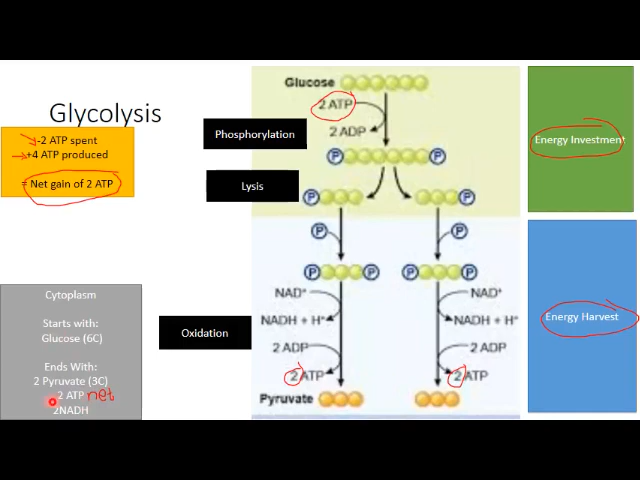 Glycolysis
-2 ATP spent
+4 ATP produced
= Net gain of 2 ATP
Cytoplasm
Starts with:
Glucose (6C)
Ends With:
2 Pyruvate (3C)
2 ATP net
2NADH
Phosphorylation
Lysis
Oxidation
Glucose
2 ATP
2 ADP
P P
P P
P P
P P P P
NAD+ NAD+
NADH + H+ NADH + H+
2 ADP 2 ADP
2 ATP 2 ATP
Pyruvate
Energy Investment
Energy Harvest